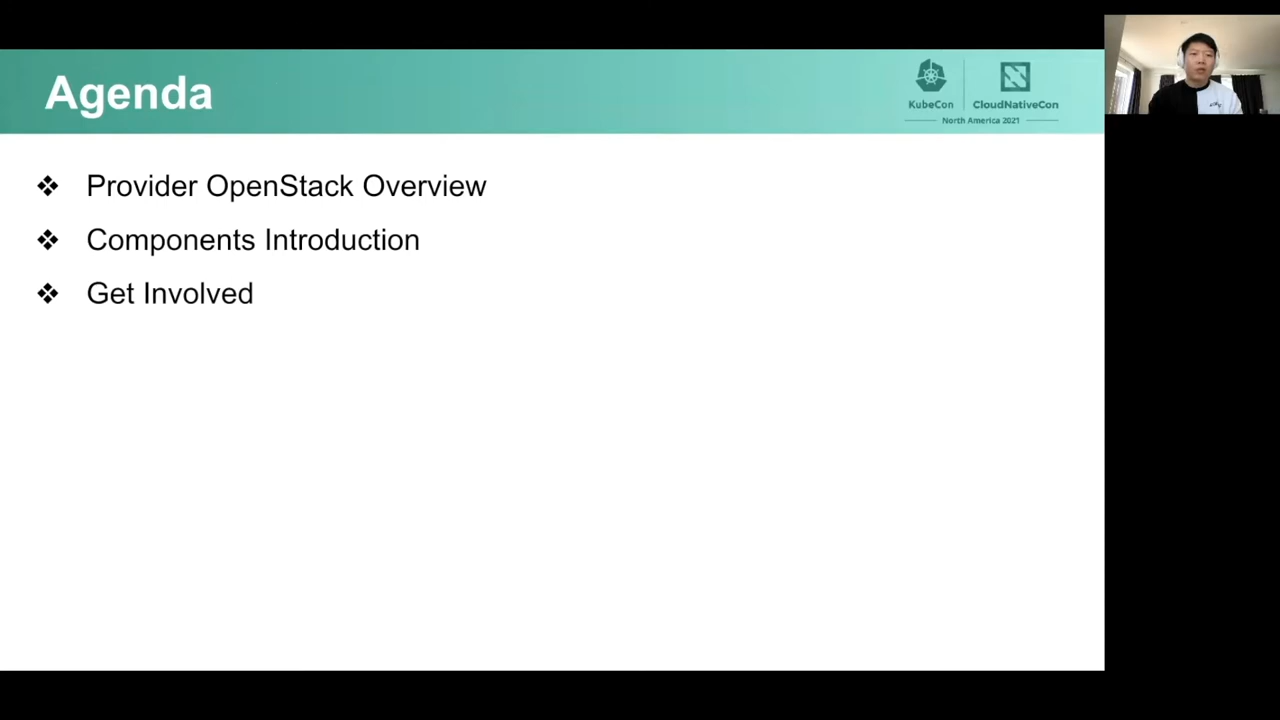 Agenda
KubeCon
CloudNativeCon
North America 2021
❖ Provider OpenStack Overview
❖ Components Introduction
❖ Get Involved